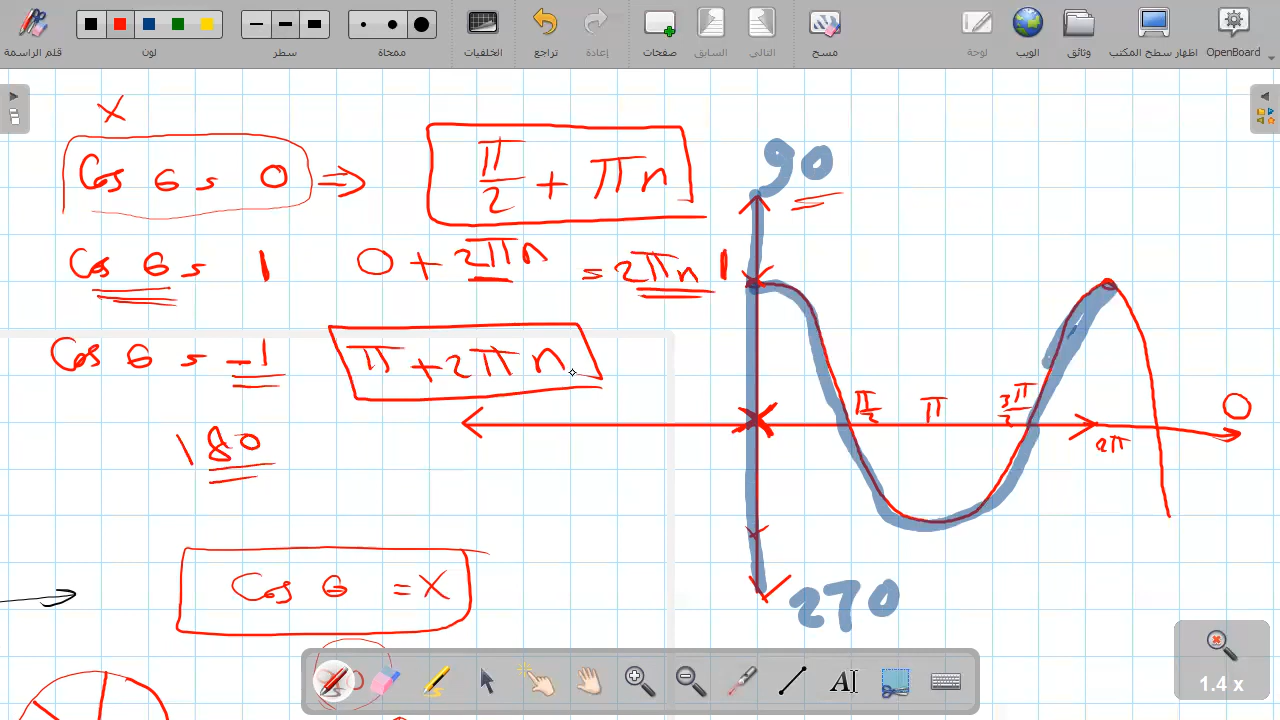 قلم الراسمة
لون
سطر
ممحاة
الخلفيات
تراجع
إعادة
صفحات
السابق
التالي
مسح
لوحة
الويب
وثائق
اظهار سطح المكتب
OpenBoard
x
Cos θ = 0 ⇒ π/2 + πn
Cos θ = 1 0 + 2πn = 2πn
Cos θ = -1 π + 2πn
180
Cos θ = x
90
1
π/2
π
3π/2
2π
0
270
1.4 x